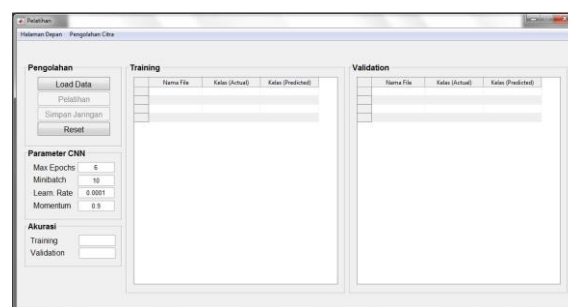 Pelatihan
Halaman Depan Pengolahan Citra
Pengolahan
Load Data
Pelatihan
Simpan Jaringan
Reset
Parameter CNN
Max Epochs 6
Minibatch 10
Learn. Rate 0.0001
Momentum 0.9
Akurasi
Training
Validation
Training
Nama File Kelas (Actual) Kelas (Predicted)
Validation
Nama File Kelas (Actual) Kelas (Predicted)